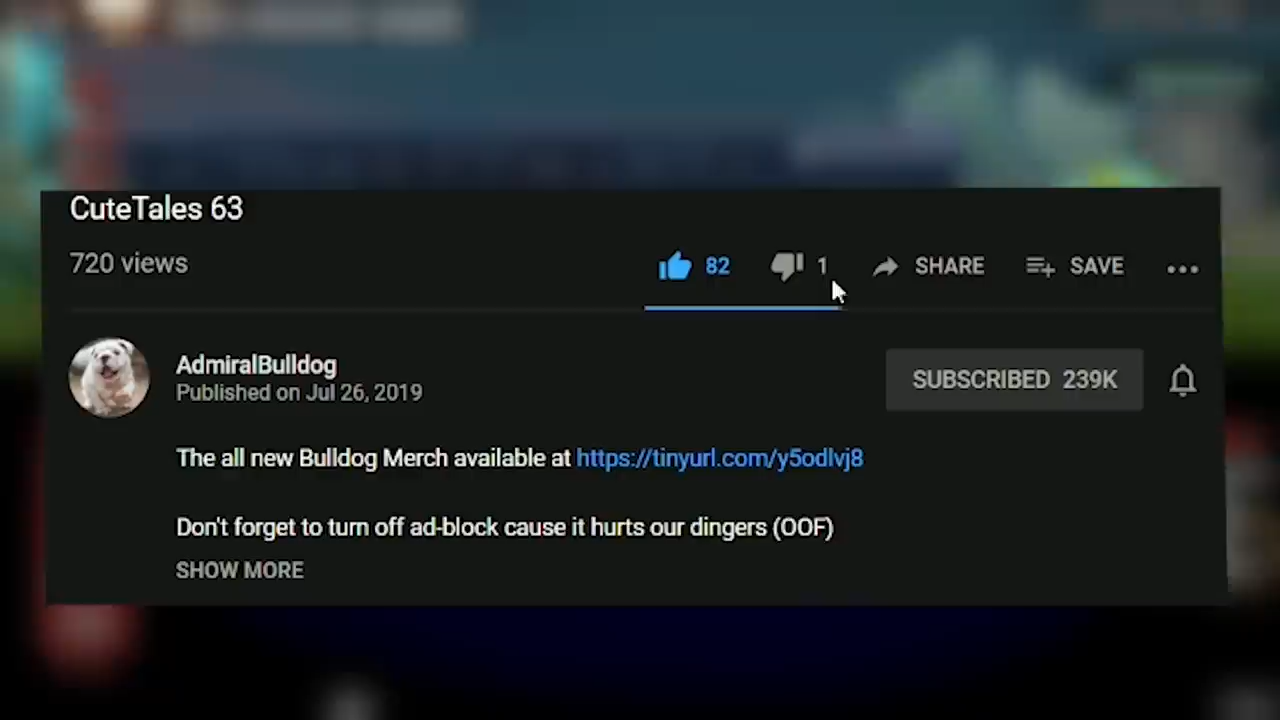 CuteTales 63
720 views
82
1
SHARE
SAVE
AdmiralBulldog
Published on Jul 26, 2019
SUBSCRIBED 239K
The all new Bulldog Merch available at https://tinyurl.com/y5odlvj8
Don't forget to turn off ad-block cause it hurts our dingers (OOF)
SHOW MORE